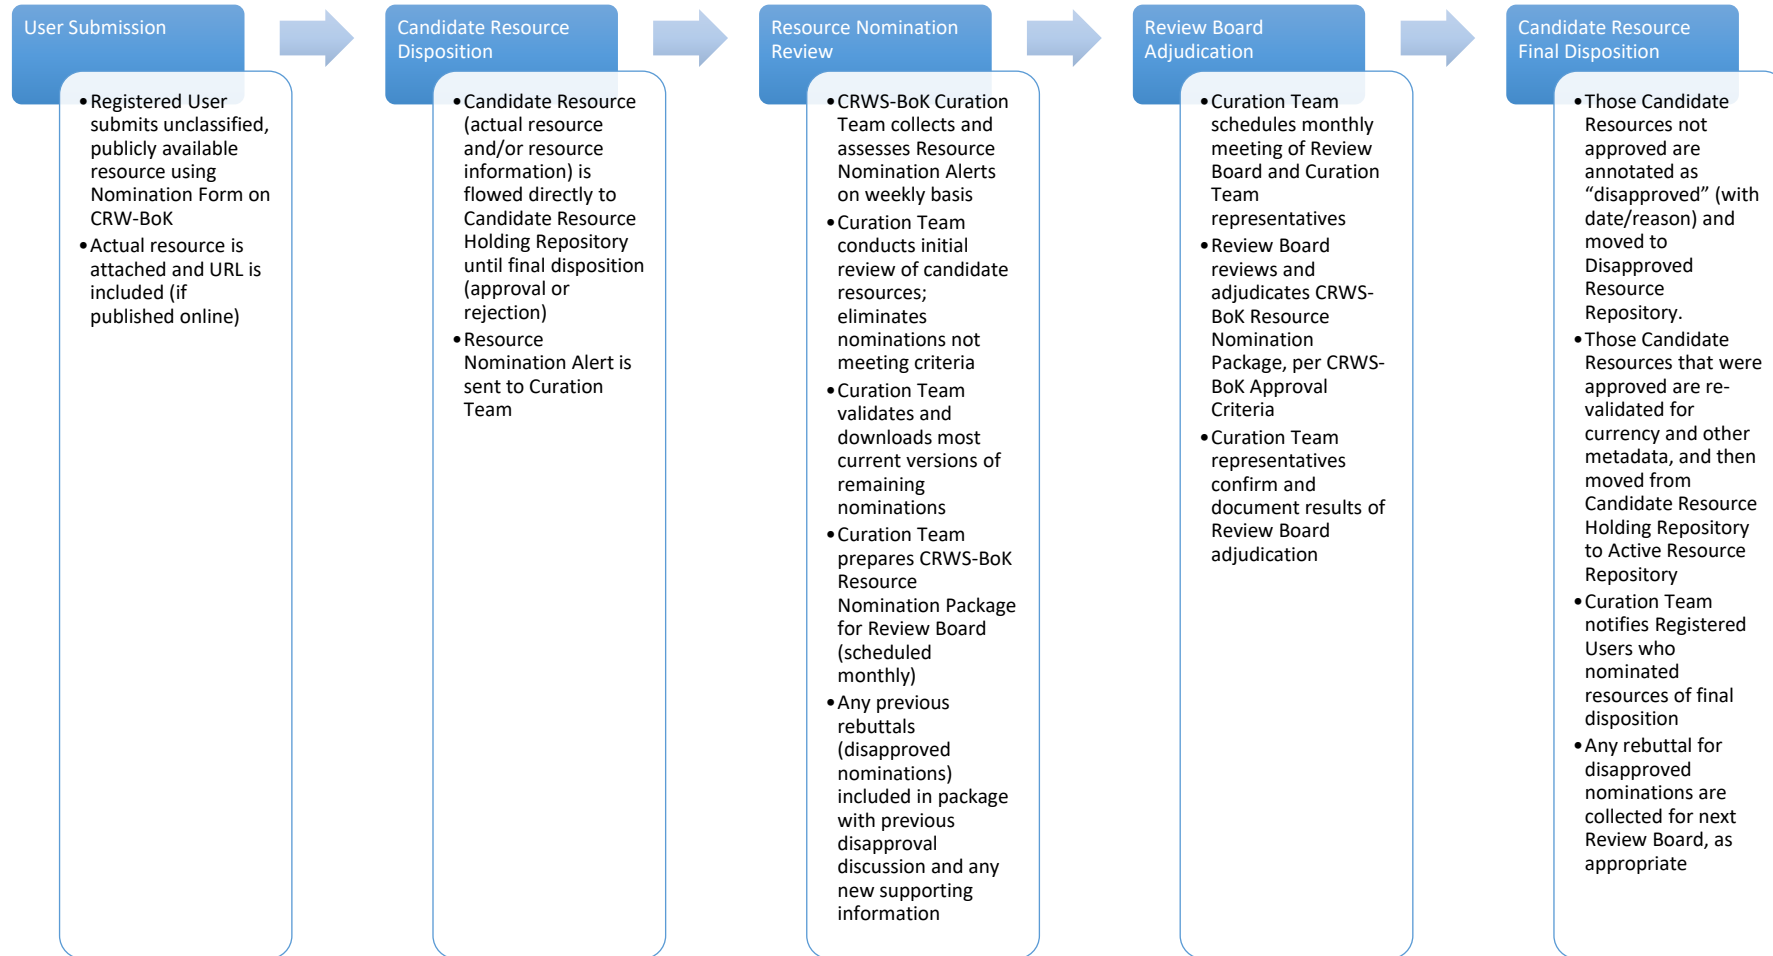 User Submission
•Registered User
submits unclassified,
publicly available
resource using
Nomination Form on
CRW-BoK
•Actual resource is
attached and URL is
included (if
published online)
Candidate Resource
Disposition
•Candidate Resource
(actual resource
and/or resource
information) is
flowed directly to
Candidate Resource
Holding Repository
until final disposition
(approval or
rejection)
•Resource
Nomination Alert is
sent to Curation
Team
Resource Nomination
Review
•CRWS-BoK Curation
Team collects and
assesses Resource
Nomination Alerts
on weekly basis
•Curation Team
conducts initial
review of candidate
resources;
eliminates
nominations not
meeting criteria
•Curation Team
validates and
downloads most
current versions of
remaining
nominations
•Curation Team
prepares CRWS-BoK
Resource
Nomination Package
for Review Board
(scheduled
monthly)
•Any previous
rebuttals
(disapproved
nominations)
included in package
with previous
disapproval
discussion and any
new supporting
information
Review Board
Adjudication
•Curation Team
schedules monthly
meeting of Review
Board and Curation
Team
representatives
•Review Board
reviews and
adjudicates CRWS-
BoK Resource
Nomination
Package, per CRWS-
BoK Approval
Criteria
•Curation Team
representatives
confirm and
document results of
Review Board
adjudication
Candidate Resource
Final Disposition
•Those Candidate
Resources not
approved are
annotated as
“disapproved” (with
date/reason) and
moved to
Disapproved
Resource
Repository.
•Those Candidate
Resources that were
approved are re-
validated for
currency and other
metadata, and then
moved from
Candidate Resource
Holding Repository
to Active Resource
Repository
•Curation Team
notifies Registered
Users who
nominated
resources of final
disposition
•Any rebuttal for
disapproved
nominations are
collected for next
Review Board, as
appropriate